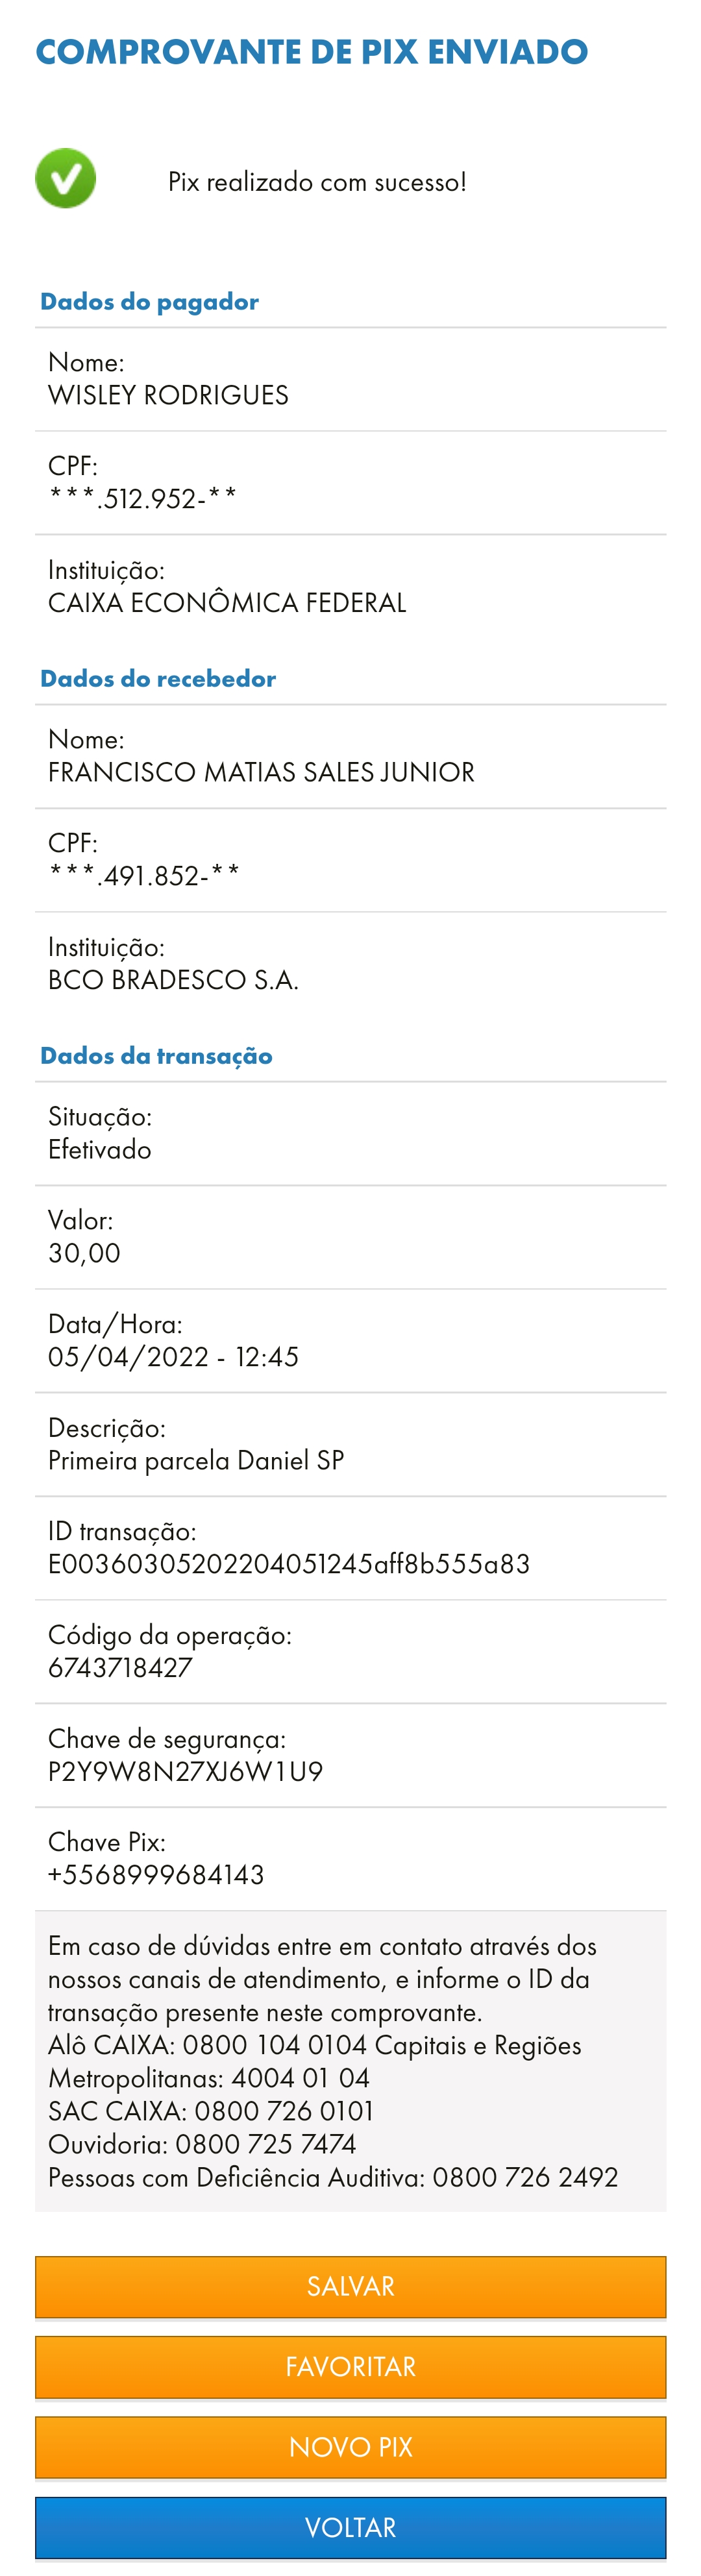 COMPROVANTE DE PIX ENVIADO
Pix realizado com sucesso!
Dados do pagador
Nome:
WISLEY RODRIGUES
CPF:
***.512.952-**
Instituição:
CAIXA ECONÔMICA FEDERAL
Dados do recebedor
Nome:
FRANCISCO MATIAS SALES JUNIOR
CPF:
***.491.852-**
Instituição:
BCO BRADESCO S.A.
Dados da transação
Situação:
Efetivado
Valor:
30,00
Data/Hora:
05/04/2022 - 12:45
Descrição:
Primeira parcela Daniel SP
ID transação:
E00360305202204051245aff8b555a83
Código da operação:
6743718427
Chave de segurança:
P2Y9W8N27XJ6W1U9
Chave Pix:
+5568999684143
Em caso de dúvidas entre em contato através dos
nossos canais de atendimento, e informe o ID da
transação presente neste comprovante.
Alô CAIXA: 0800 104 0104 Capitais e Regiões
Metropolitanas: 4004 01 04
SAC CAIXA: 0800 726 0101
Ouvidoria: 0800 725 7474
Pessoas com Deficiência Auditiva: 0800 726 2492
SALVAR
FAVORITAR
NOVO PIX
VOLTAR